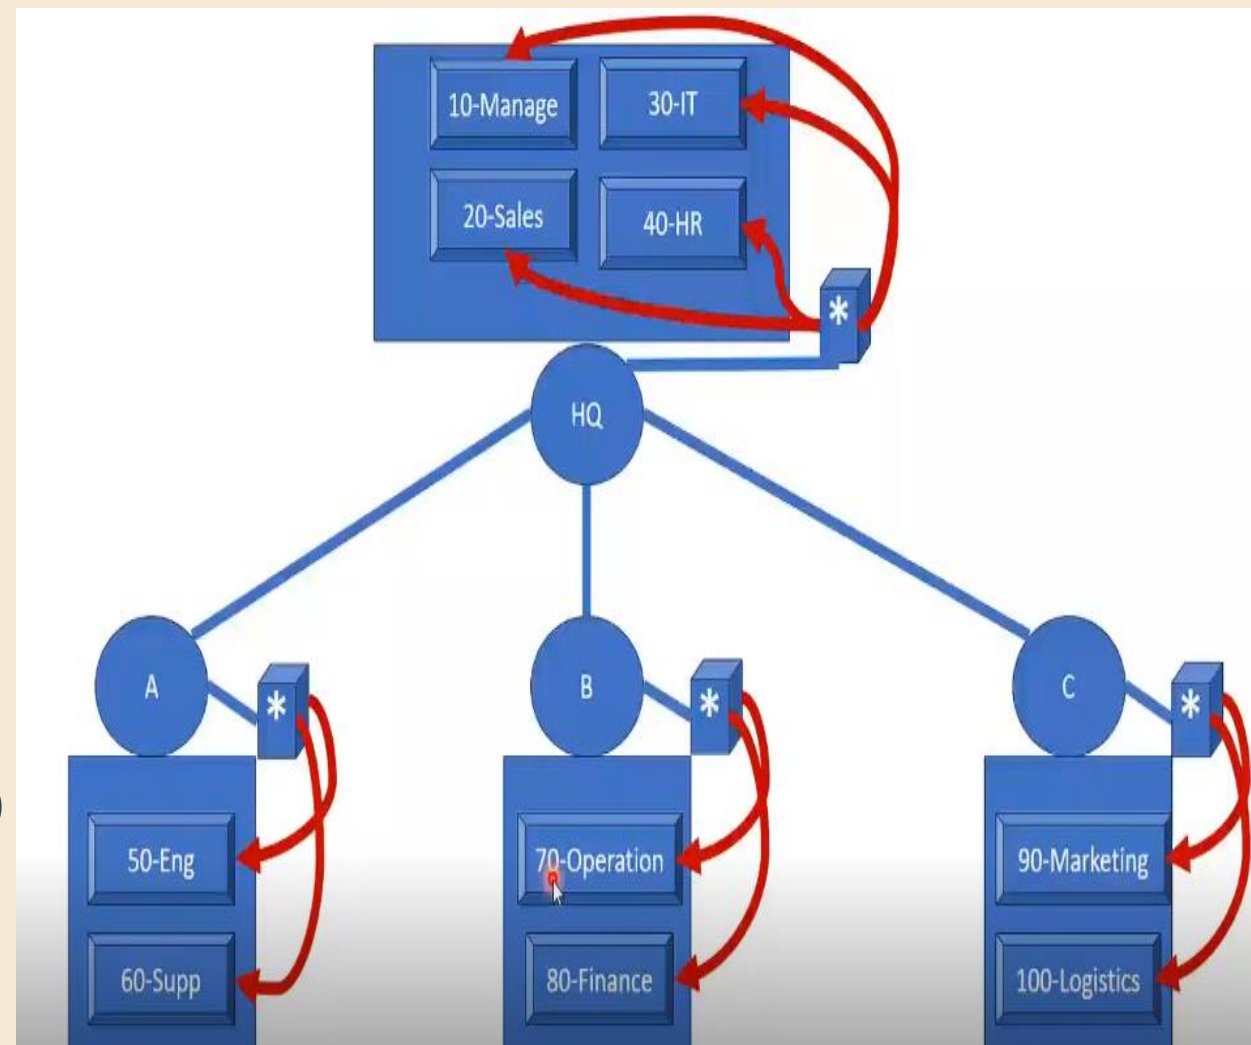 10-Manage
30-IT
20-Sales
40-HR
*
HQ
A
*
B
*
C
*
50-Eng
70-Operation
90-Marketing
60-Supp
80-Finance
100-Logistics